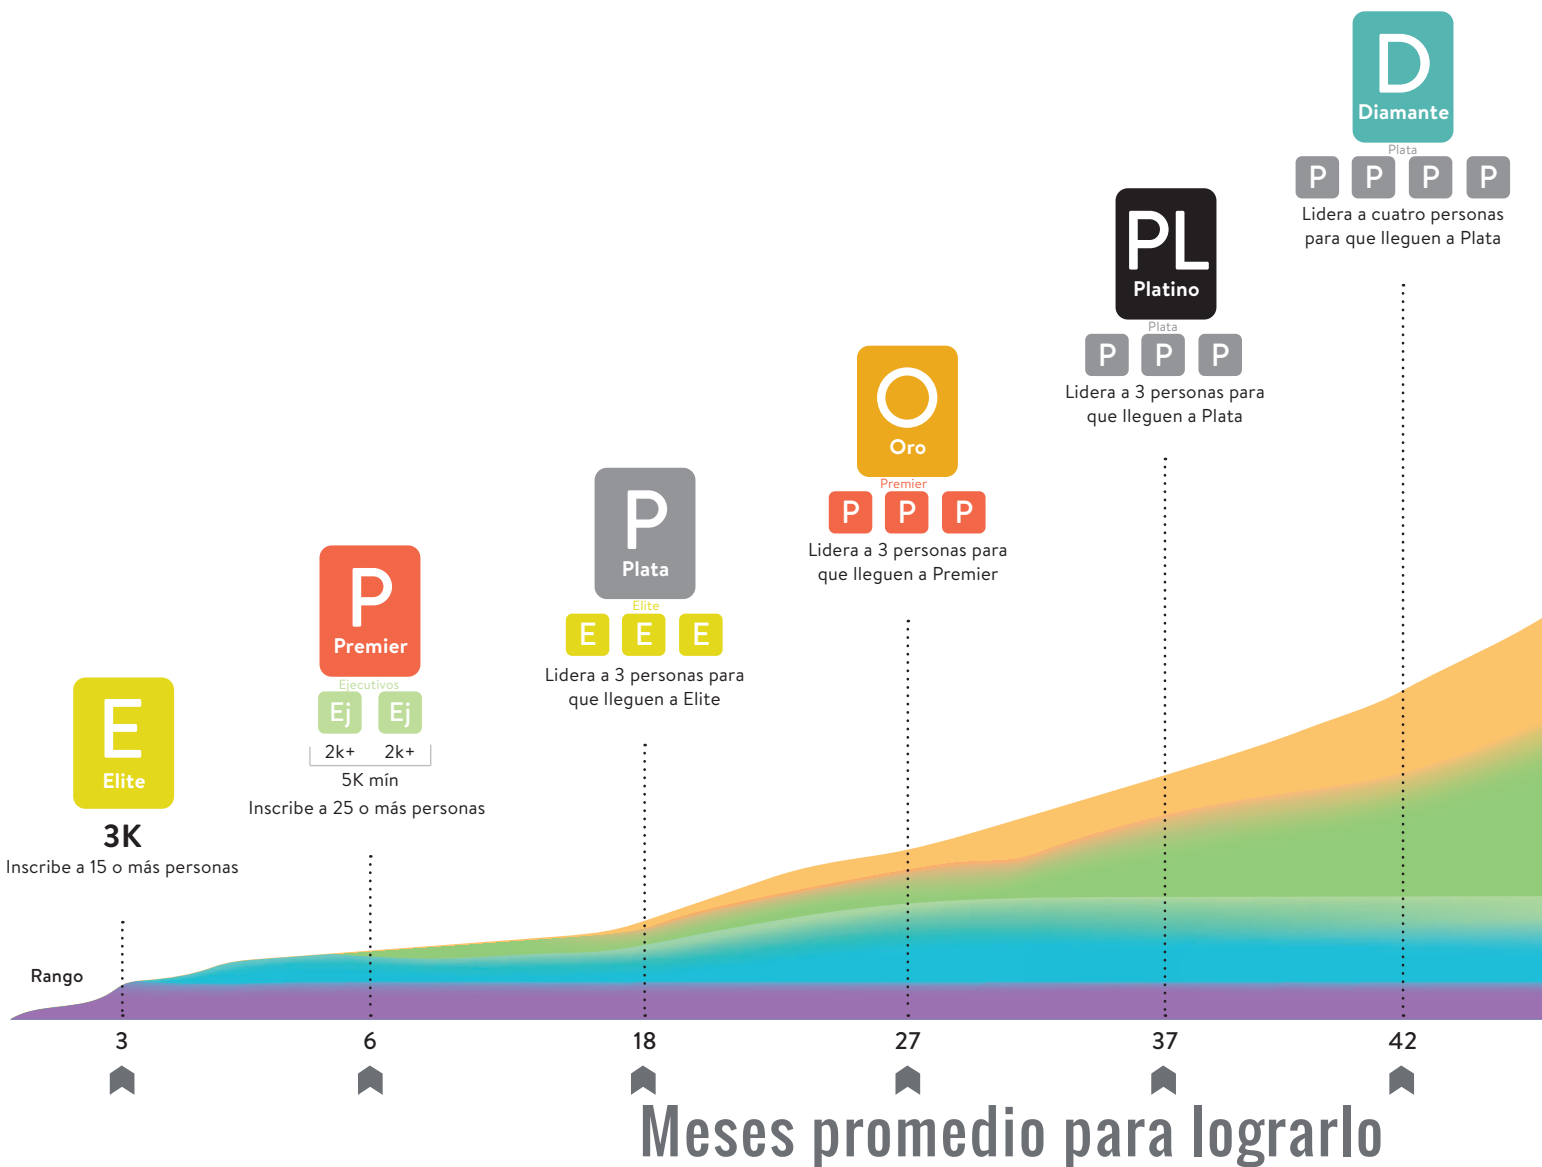 E
Elite
3K
Inscribe a 15 o más personas
P
Premier
Ejecutivos
Ej Ej
2k+ 2k+
5K mín
Inscribe a 25 o más personas
P
Plata
Elite
E E E
Lidera a 3 personas para
que lleguen a Elite
O
Oro
Premier
P P P
Lidera a 3 personas para
que lleguen a Premier
PL
Platino
Plata
P P P
Lidera a 3 personas para
que lleguen a Plata
D
Diamante
Plata
P P P P
Lidera a cuatro personas
para que lleguen a Plata
Rango
3 6 18 27 37 42
Meses promedio para lograrlo